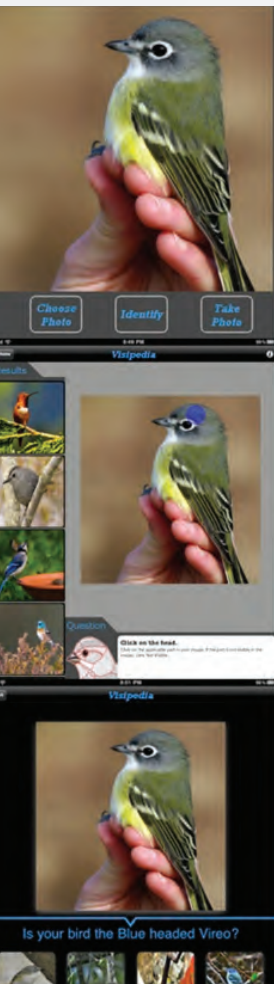 Choose
Photo
Identify
Take
Photo
Visipedia
esults
Question
Click on the head.
Visipedia
Is your bird the Blue headed Vireo?